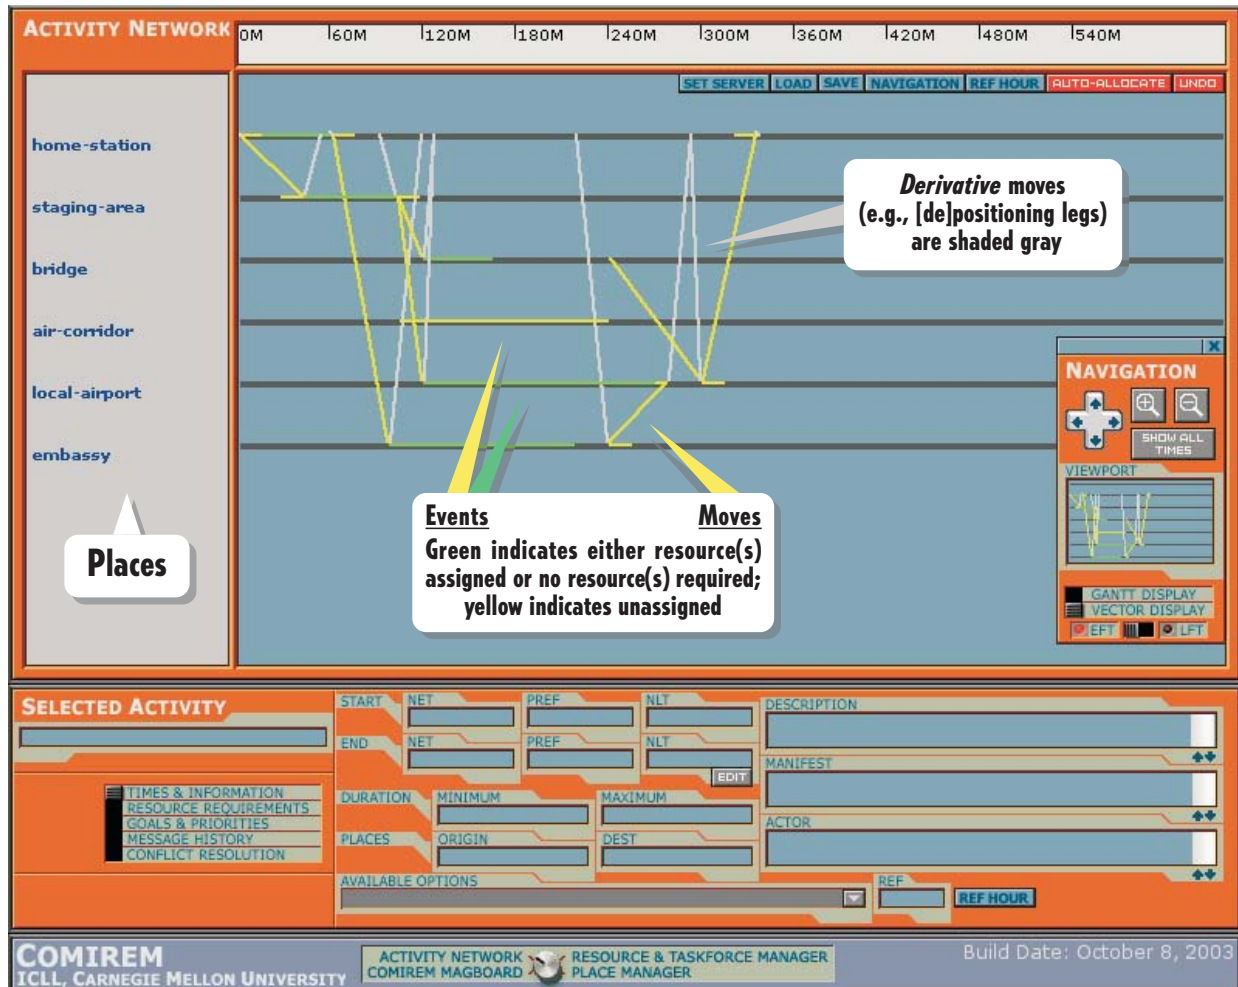 ACTIVITY NETWORK
0M 60M 120M 180M 240M 300M 360M 420M 480M 540M
SET SERVER LOAD SAVE NAVIGATION REF HOUR AUTO-ALLOCATE UNDO
home-station
staging-area
bridge
air-corridor
local-airport
embassy
Places
Derivative moves
(e.g., [de]positioning legs)
are shaded gray
Events Moves
Green indicates either resource(s)
assigned or no resource(s) required;
yellow indicates unassigned
X
NAVIGATION
SHOW ALL
TIMES
VIEWPORT
GANTT DISPLAY
VECTOR DISPLAY
EFT LFT
SELECTED ACTIVITY
TIMES & INFORMATION
RESOURCE REQUIREMENTS
GOALS & PRIORITIES
MESSAGE HISTORY
CONFLICT RESOLUTION
START NET PREF NLT
END NET PREF NLT
EDIT
DURATION MINIMUM MAXIMUM
PLACES ORIGIN DEST
AVAILABLE OPTIONS
REF
REF HOUR
DESCRIPTION
MANIFEST
ACTOR
COMIREM
ICLL, CARNEGIE MELLON UNIVERSITY
ACTIVITY NETWORK RESOURCE & TASKFORCE MANAGER
COMIREM MAGBOARD PLACE MANAGER
Build Date: October 8, 2003